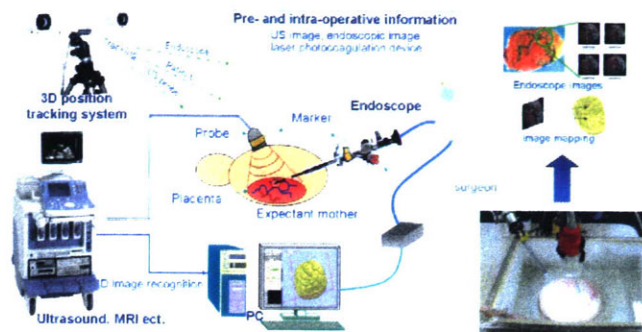 Pre- and intra-operative information
US image, endoscopic image
laser photocoagulation device
Endoscope
Patient
3D position
tracking system
Endoscope
Marker
Probe
Placenta
Expectant mother
D image recognition
PC
Ultrasound. MRI ect.
Endoscope images
image mapping
surgeon